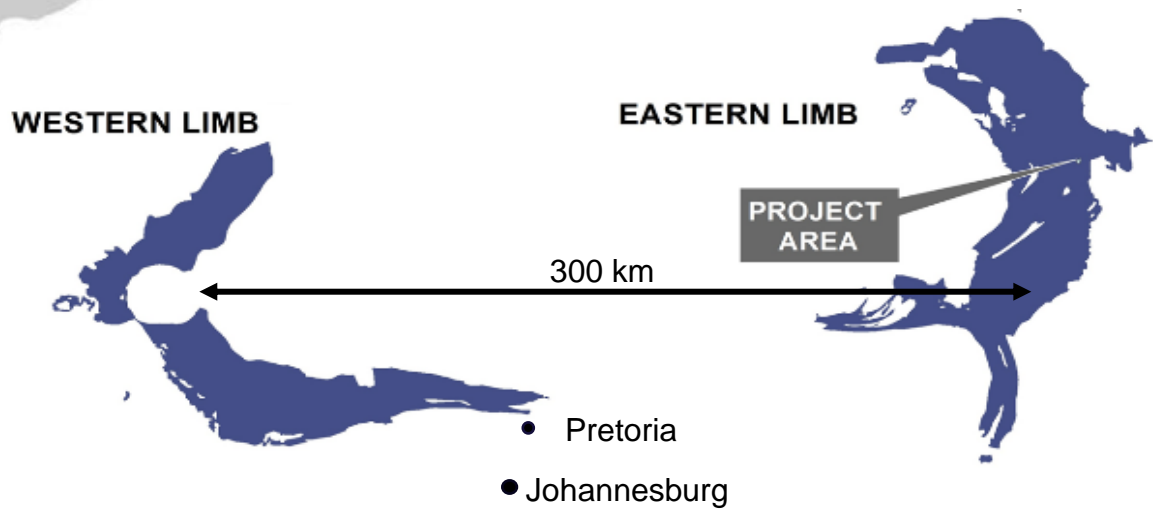 WESTERN LIMB
EASTERN LIMB
PROJECT
AREA
300 km
Pretoria
Johannesburg